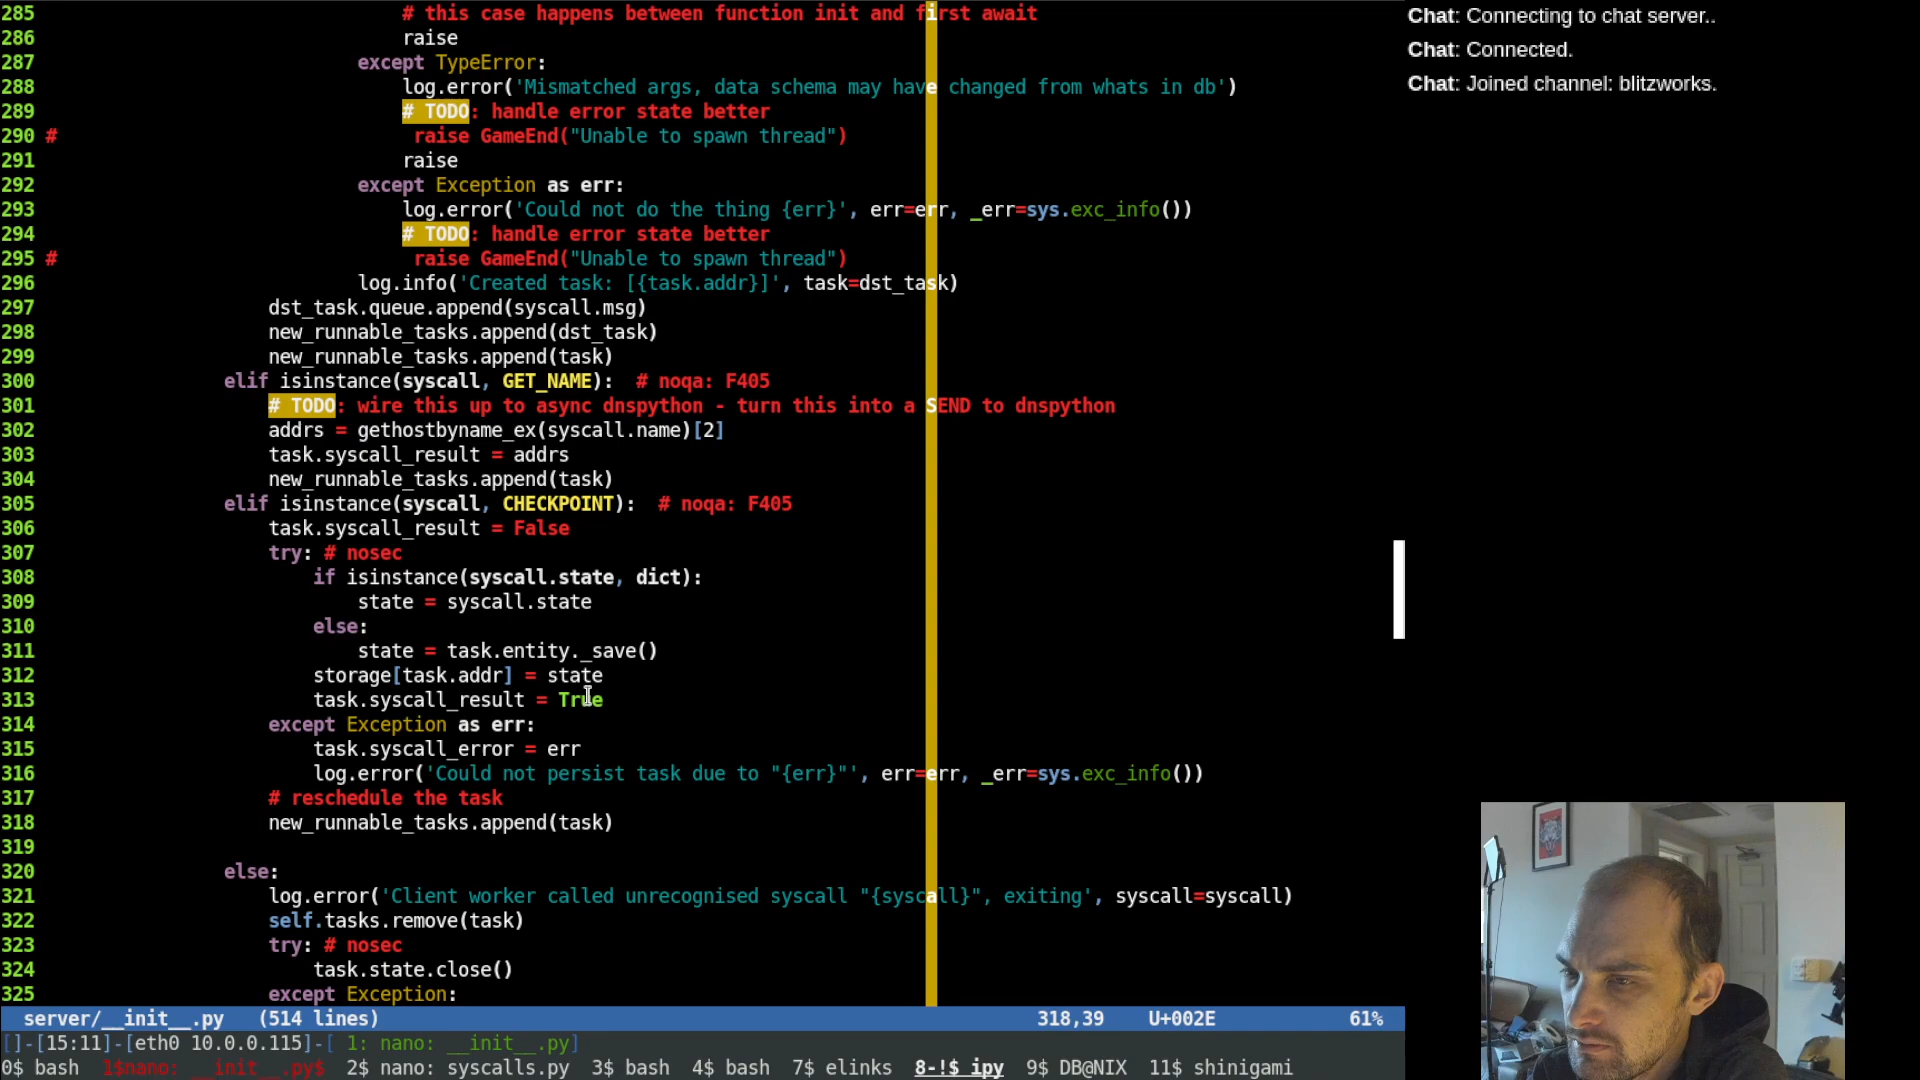 285 # this case happens between function init and first await
286 raise
287 except TypeError:
288 log.error('Mismatched args, data schema may have changed from whats in db')
289 # TODO: handle error state better
290 # raise GameEnd("Unable to spawn thread")
291 raise
292 except Exception as err:
293 log.error('Could not do the thing {err}', err=err, _err=sys.exc_info())
294 # TODO: handle error state better
295 # raise GameEnd("Unable to spawn thread")
296 log.info('Created task: [{task.addr}]', task=dst_task)
297 dst_task.queue.append(syscall.msg)
298 new_runnable_tasks.append(dst_task)
299 new_runnable_tasks.append(task)
300 elif isinstance(syscall, GET_NAME): # noqa: F405
301 # TODO: wire this up to async dnspython - turn this into a SEND to dnspython
302 addrs = gethostbyname_ex(syscall.name)[2]
303 task.syscall_result = addrs
304 new_runnable_tasks.append(task)
305 elif isinstance(syscall, CHECKPOINT): # noqa: F405
306 task.syscall_result = False
307 try: # nosec
308 if isinstance(syscall.state, dict):
309 state = syscall.state
310 else:
311 state = task.entity._save()
312 storage[task.addr] = state
313 task.syscall_result = True
314 except Exception as err:
315 task.syscall_error = err
316 log.error('Could not persist task due to "{err}"', err=err, _err=sys.exc_info())
317 # reschedule the task
318 new_runnable_tasks.append(task)
319
320 else:
321 log.error('Client worker called unrecognised syscall "{syscall}", exiting', syscall=syscall)
322 self.tasks.remove(task)
323 try: # nosec
324 task.state.close()
325 except Exception:
server/__init__.py (514 lines) 318,39 U+002E 61%
[]-[15:11]-[eth0 10.0.0.115]-[ 1: nano: __init__.py]
0$ bash 1$nano: __init__.py$ 2$ nano: syscalls.py 3$ bash 4$ bash 7$ elinks 8-!$ ipy 9$ DB@NIX 11$ shinigami
Chat: Connecting to chat server..
Chat: Connected.
Chat: Joined channel: blitzworks.